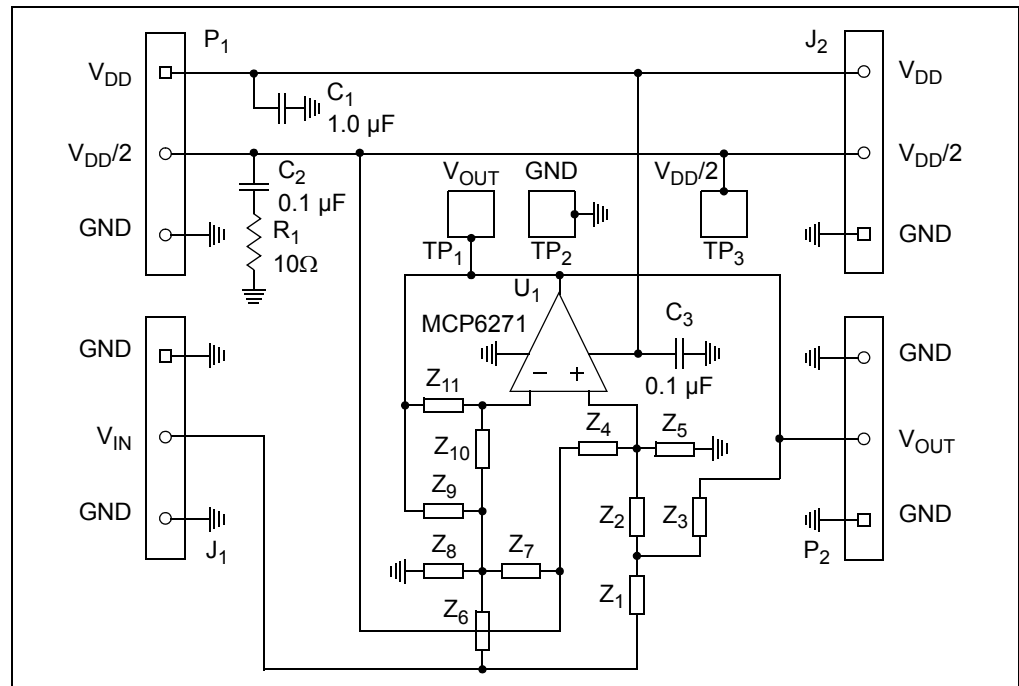 P1
J2
VDD
VDD
C1
1.0 µF
VDD/2
VDD/2
C2
0.1 µF
VOUT
GND
VDD/2
GND
R1
10Ω
TP1
TP2
TP3
GND
U1
MCP6271
C3
0.1 µF
GND
GND
− +
Z11
Z4
Z5
VIN
Z10
VOUT
Z9
Z2
Z3
GND
GND
J1
Z8
Z7
P2
Z1
Z6